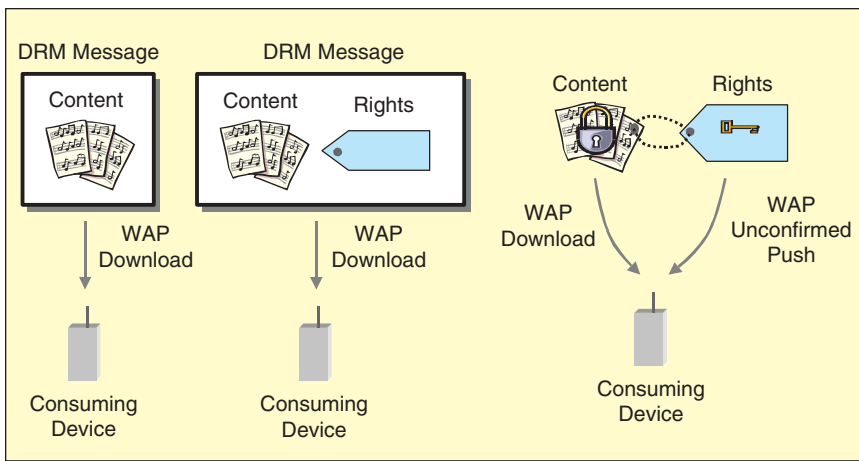 DRM Message
Content
WAP
Download
Consuming
Device
DRM Message
Content
Rights
WAP
Download
Consuming
Device
Content
Rights
WAP
Download
WAP
Unconfirmed
Push
Consuming
Device